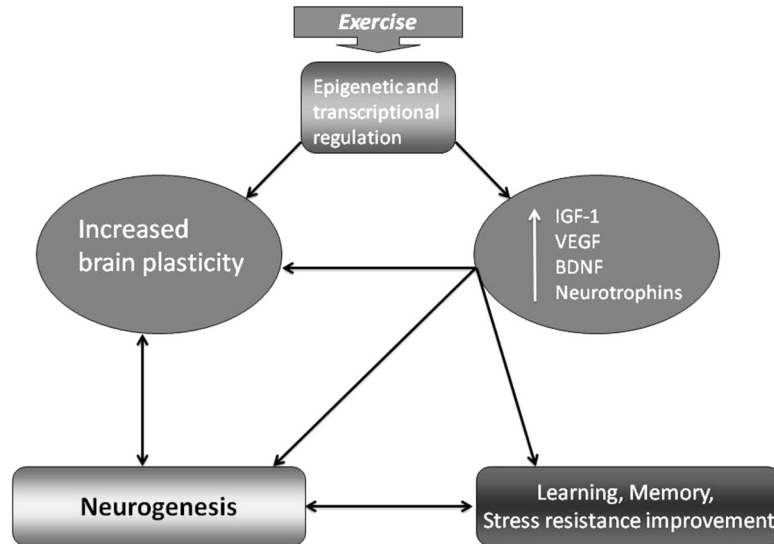 Exercise
Epigenetic and
transcriptional
regulation
Increased
brain plasticity
IGF-1
VEGF
BDNF
Neurotrophins
Neurogenesis
Learning, Memory,
Stress resistance improvement